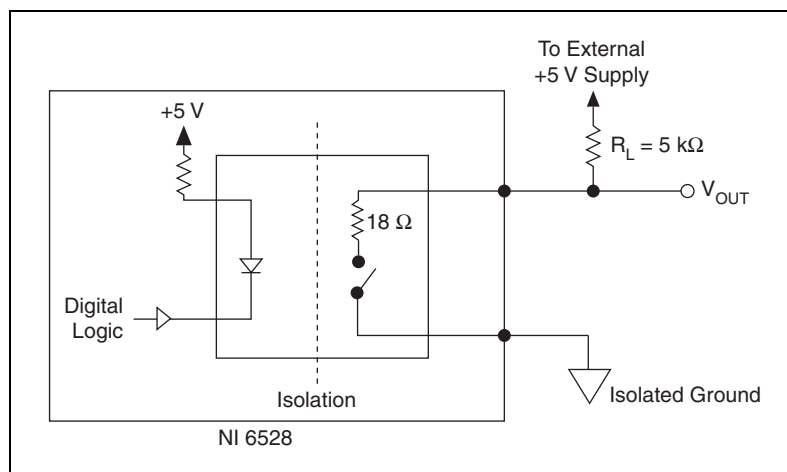 To External
+5 V Supply
+5 V
R_L = 5 kΩ
V_OUT
18 Ω
Digital
Logic
Isolation
Isolated Ground
NI 6528